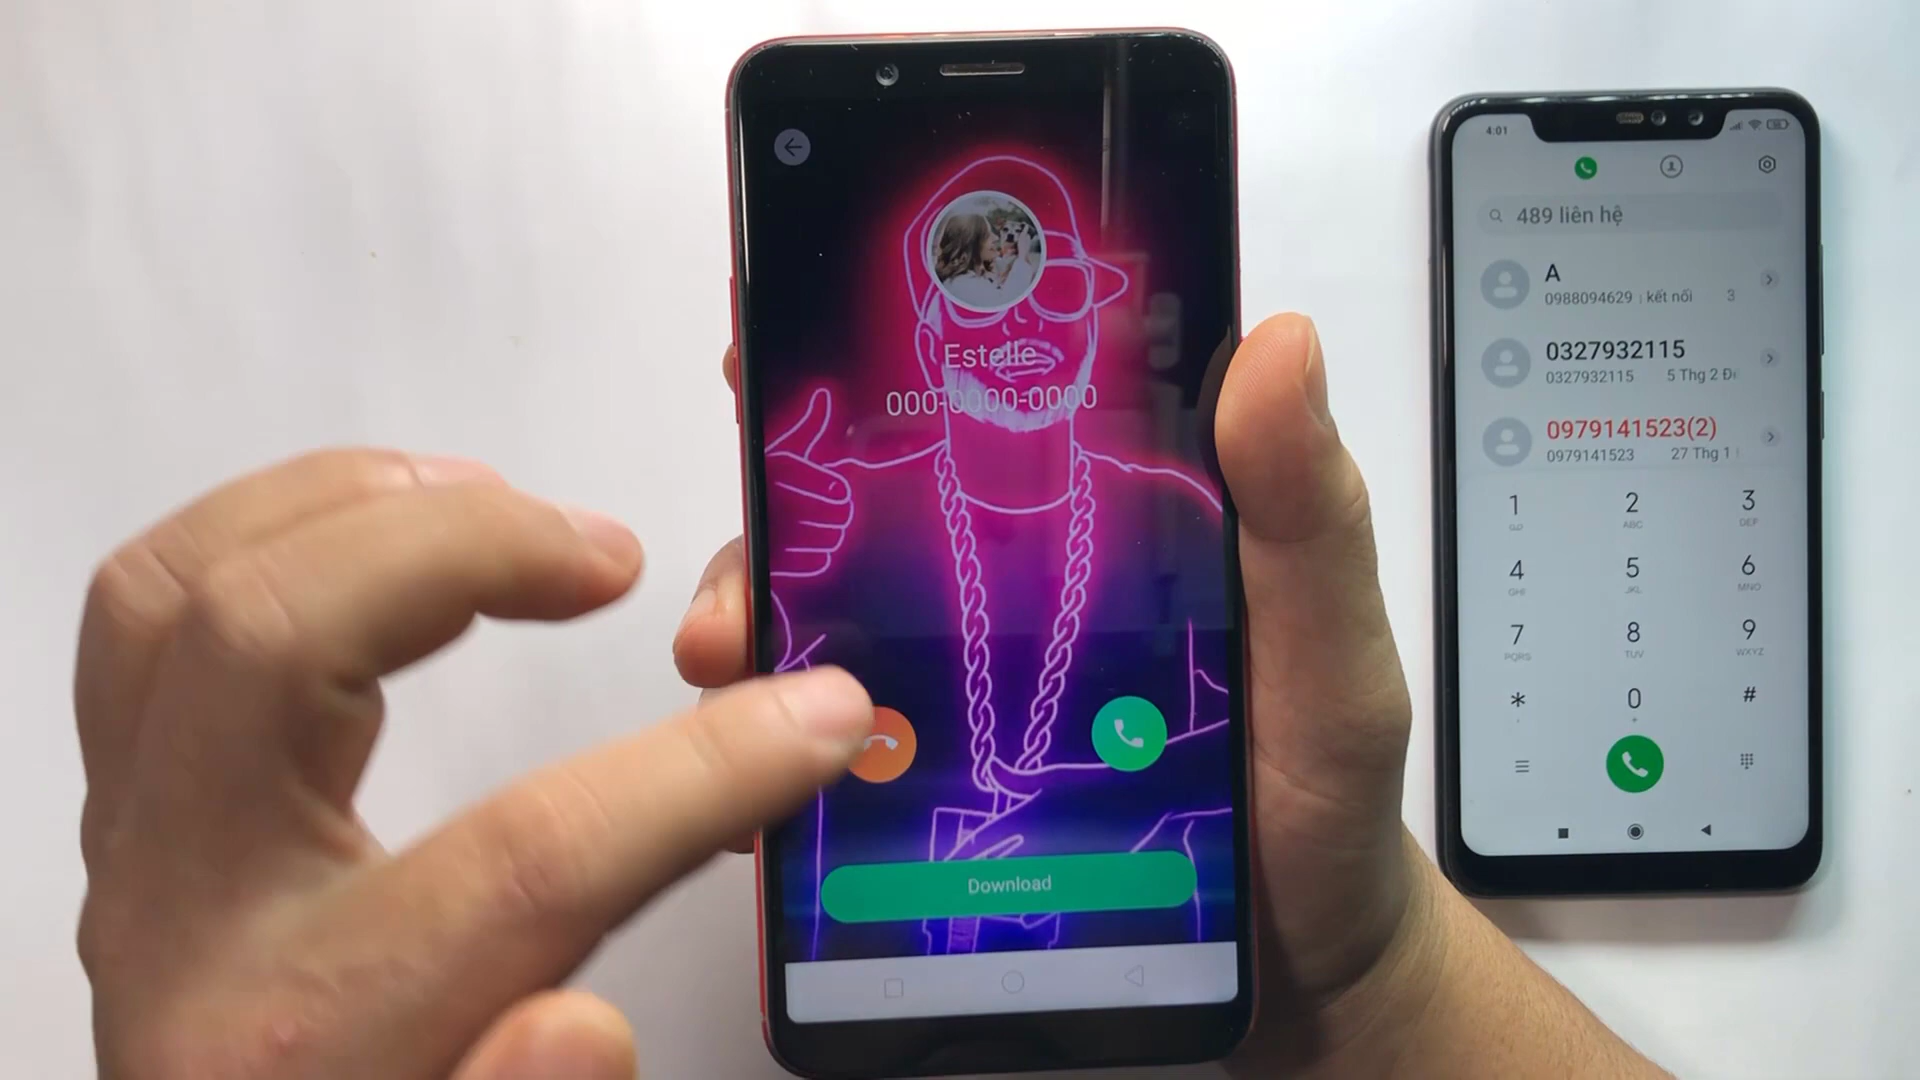 Estelle
000-0000-0000
Download
4:01
489 liên hệ
A
0988094629 kết nối 3
0327932115
0327932115 5 Thg 2
0979141523(2)
0979141523 27 Thg 1
1 2 3
ABC DEF
4 5 6
GHI JKL MNO
7 8 9
PQRS TUV WXYZ
* 0 #
+